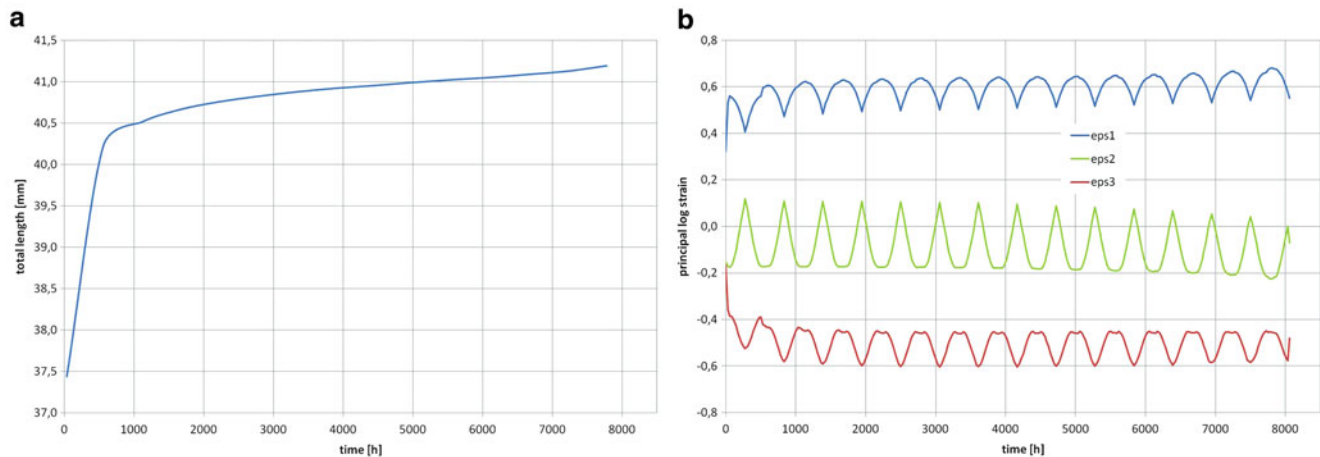 a
41,5
41,0
40,5
40,0
39,5
39,0
38,5
38,0
37,5
37,0
total length [mm]
0 1000 2000 3000 4000 5000 6000 7000 8000
time [h]
b
0,8
0,6
0,4
0,2
0,0
-0,2
-0,4
-0,6
-0,8
principal log strain
eps1
eps2
eps3
0 1000 2000 3000 4000 5000 6000 7000 8000
time [h]